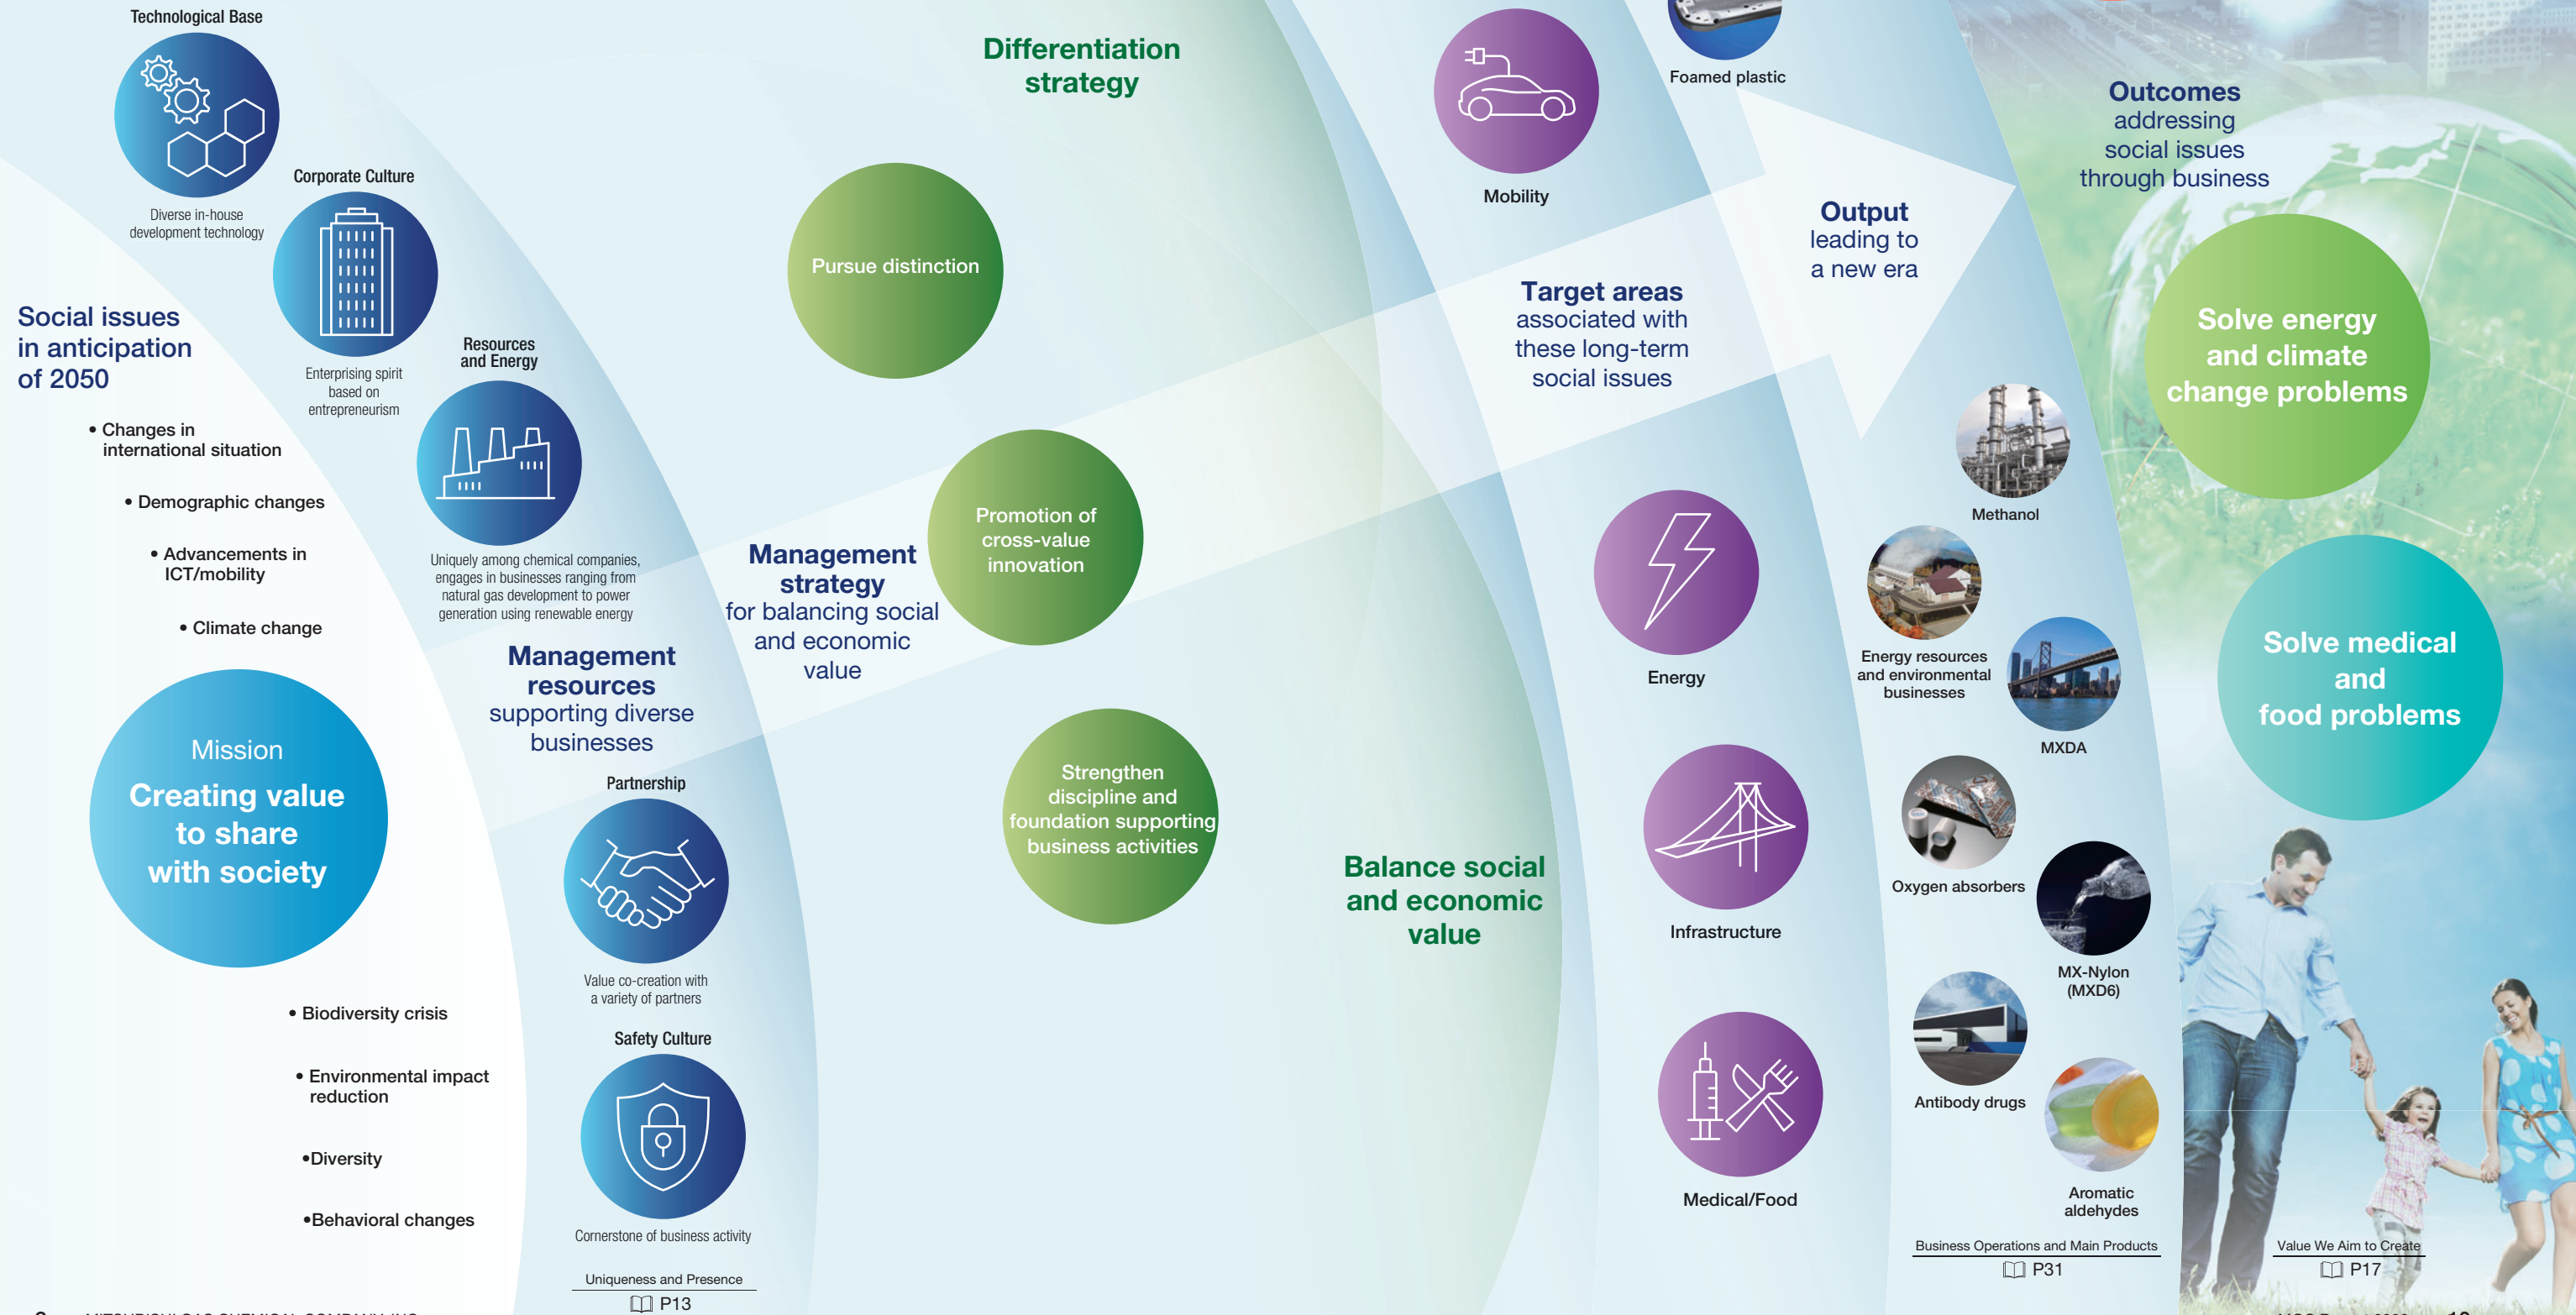 Technological Base
Diverse in-house
development technology
Corporate Culture
Enterprising spirit
based on
entrepreneurism
Resources
and Energy
Uniquely among chemical companies,
engages in businesses ranging from
natural gas development to power
generation using renewable energy
Social issues
in anticipation
of 2050
• Changes in
international situation
• Demographic changes
• Advancements in
ICT/mobility
• Climate change
Mission
Creating value
to share
with society
• Biodiversity crisis
• Environmental impact
reduction
•Diversity
•Behavioral changes
Management
resources
supporting diverse
businesses
Partnership
Value co-creation with
a variety of partners
Safety Culture
Cornerstone of business activity
Uniqueness and Presence
P13
Management
strategy
for balancing social
and economic
value
Differentiation
strategy
Pursue distinction
Promotion of
cross-value
innovation
Strengthen
discipline and
foundation supporting
business activities
Balance social
and economic
value
Mobility
Target areas
associated with
these long-term
social issues
Energy
Infrastructure
Medical/Food
Foamed plastic
Output
leading to
a new era
Methanol
Energy resources
and environmental
businesses
MXDA
Oxygen absorbers
MX-Nylon
(MXD6)
Antibody drugs
Aromatic
aldehydes
Business Operations and Main Products
P31
Outcomes
addressing
social issues
through business
Solve energy
and climate
change problems
Solve medical
and
food problems
Value We Aim to Create
P17